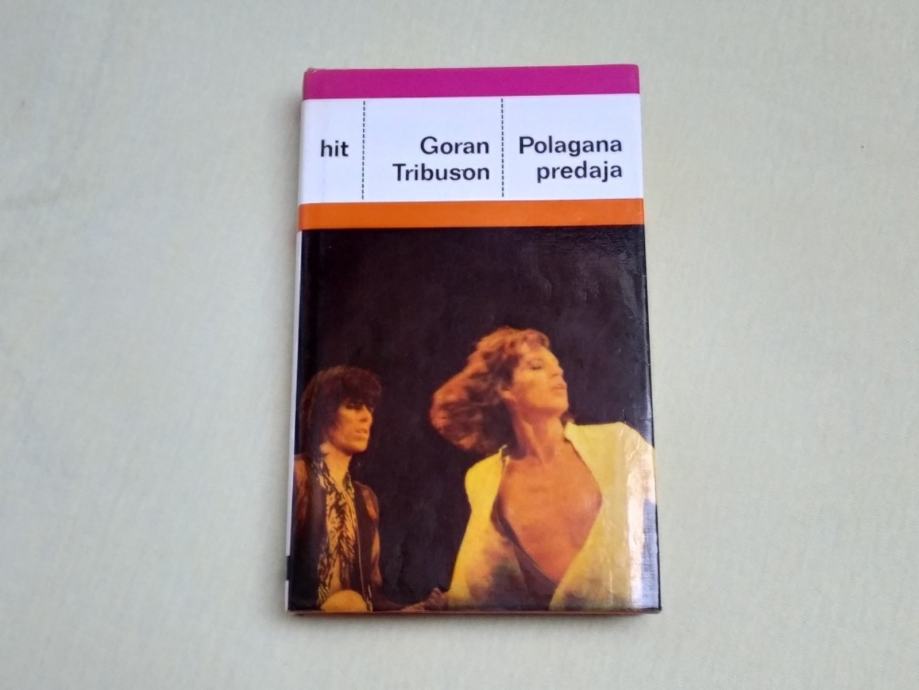 hit
Goran
Tribuson
Polagana
predaja